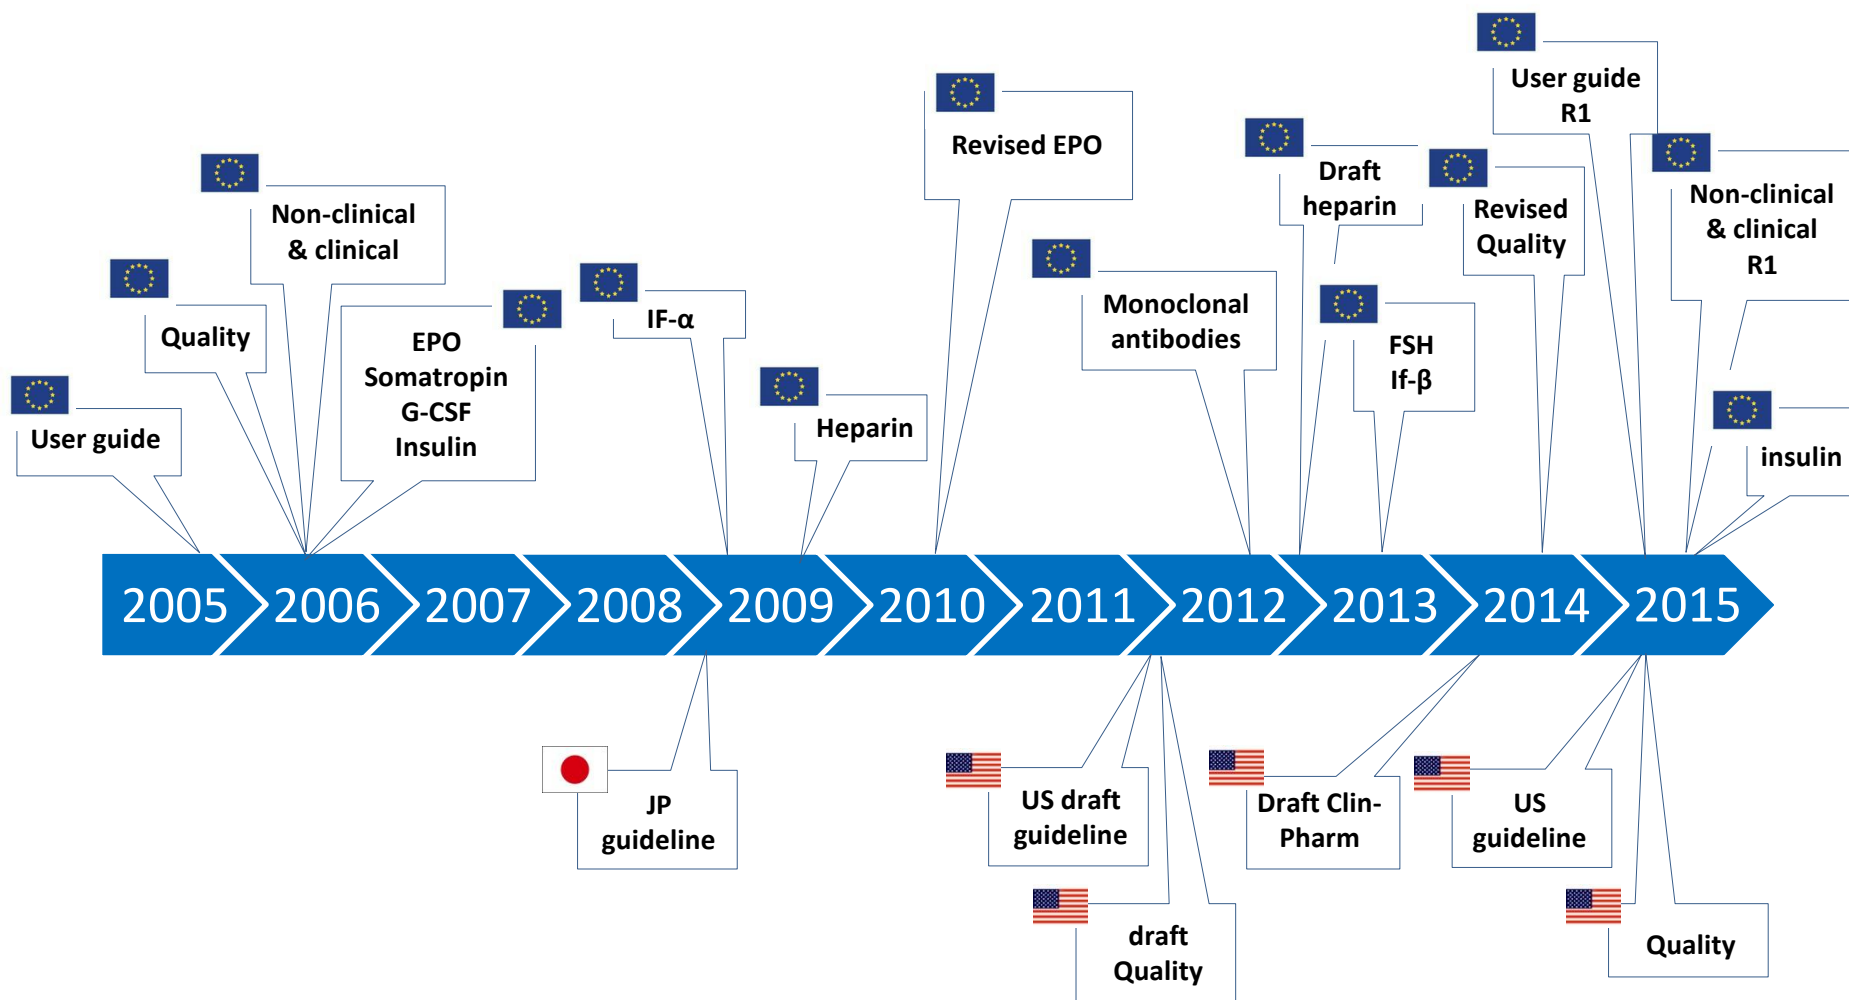 User guide
R1
Revised EPO
Draft
heparin
Non-clinical
& clinical
R1
Revised
Quality
Non-clinical
& clinical
Monoclonal
antibodies
IF-α
Quality
EPO
Somatropin
G-CSF
Insulin
FSH
If-β
Heparin
User guide
insulin
2005
2006
2007
2008
2009
2010
2011
2012
2013
2014
2015
JP
guideline
US draft
guideline
Draft Clin-
Pharm
US
guideline
draft
Quality
Quality